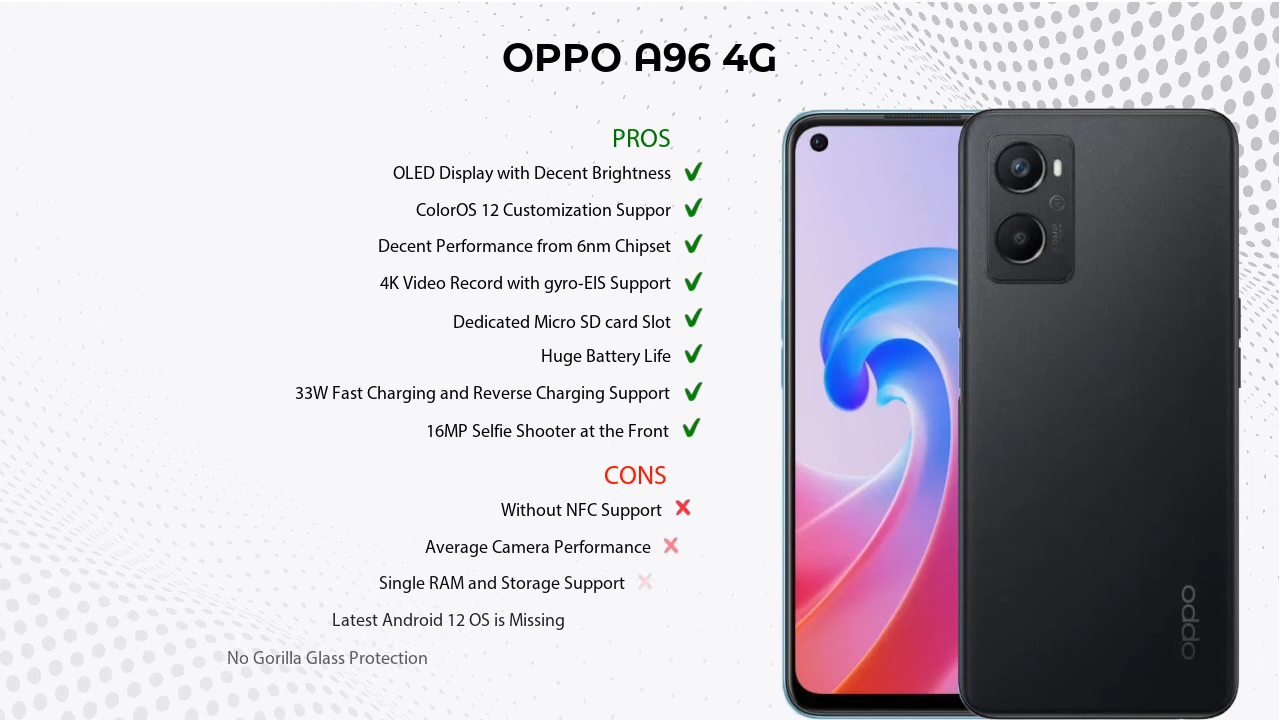 OPPO A96 4G
PROS
OLED Display with Decent Brightness
ColorOS 12 Customization Suppor
Decent Performance from 6nm Chipset
4K Video Record with gyro-EIS Support
Dedicated Micro SD card Slot
Huge Battery Life
33W Fast Charging and Reverse Charging Support
16MP Selfie Shooter at the Front
CONS
Without NFC Support
Average Camera Performance
Single RAM and Storage Support
Latest Android 12 OS is Missing
No Gorilla Glass Protection
oppo